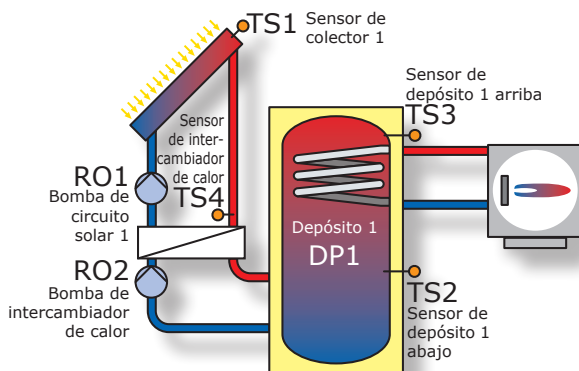 TS1
Sensor de
colector 1
Sensor de
depósito 1 arriba
TS3
Sensor
de inter-
cambiador
de calor
TS4
RO1
Bomba de
circuito
solar 1
Depósito 1
DP1
RO2
Bomba de
intercambiador
de calor
TS2
Sensor de
depósito 1
abajo